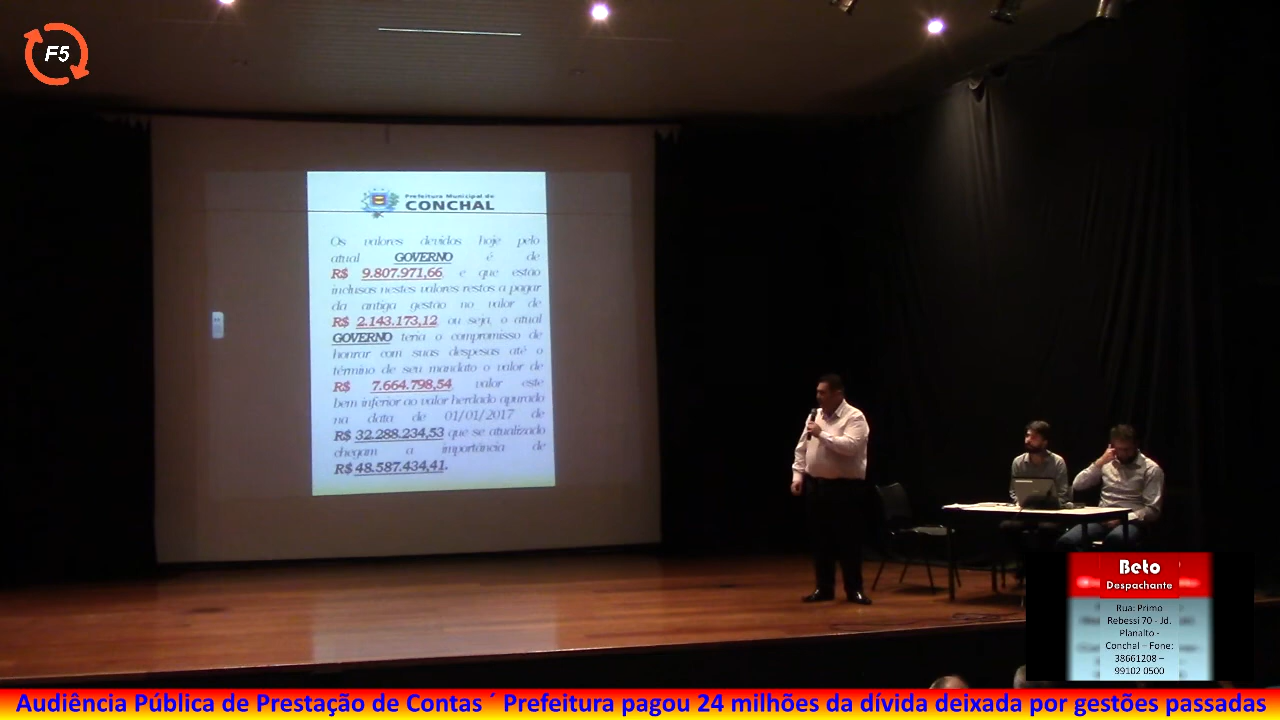 F5
Prefeitura Municipal de
CONCHAL
Os valores devidos hoje pelo
atual GOVERNO é de
R$ 9.807.971,66 e que estão
inclusos nestes valores restos a pagar
da antiga gestão no valor de
R$ 2.143.173,12 ou seja, o atual
GOVERNO teria o compromisso de
honrar com suas despesas até o
término de seu mandato o valor de
R$ 7.664.798,54 valor este
bem inferior ao valor herdado apurado
na data de 01/01/2017 de
R$ 32.288.234,53 que se atualizado
chegam a importância de
R$ 48.587.434,41.
Beto
Despachante
Rua: Primo
Rebessi 70 - Jd.
Planalto -
Conchal – Fone:
38661208 –
99102 0500
Audiência Pública de Prestação de Contas ´ Prefeitura pagou 24 milhões da dívida deixada por gestões passadas